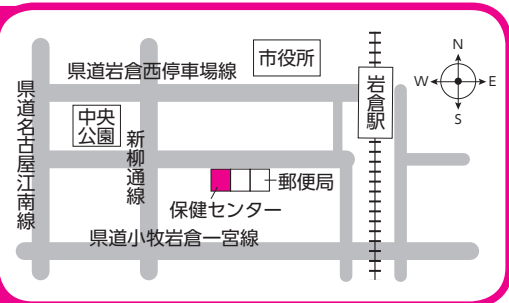 市役所
県道岩倉西停車場線
岩倉駅
N
W
E
S
県道名古屋江南線
中央
公園
新柳通線
郵便局
保健センター
県道小牧岩倉一宮線